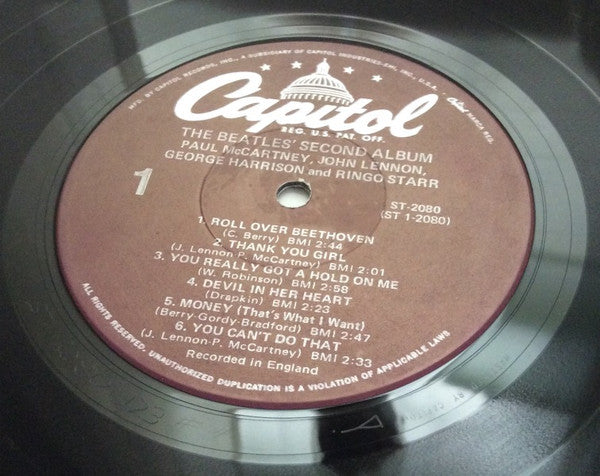 MFD. BY CAPITOL RECORDS, INC., A SUBSIDIARY OF CAPITOL INDUSTRIES-EMI, INC., U.S.A. • Capitol MARCA REG.
Capitol
REG. U.S. PAT. OFF.
THE BEATLES' SECOND ALBUM
PAUL McCARTNEY, JOHN LENNON,
GEORGE HARRISON and RINGO STARR
1
ST-2080
(ST 1-2080)
1. ROLL OVER BEETHOVEN
(C. Berry) BMI 2:44
2. THANK YOU GIRL
(J. Lennon-P. McCartney) BMI 2:01
3. YOU REALLY GOT A HOLD ON ME
(W. Robinson) BMI 2:58
4. DEVIL IN HER HEART
(Drapkin) BMI 2:23
5. MONEY (That's What I Want)
(Berry-Gordy-Bradford) BMI 2:47
6. YOU CAN'T DO THAT
(J. Lennon-P. McCartney) BMI 2:33
Recorded in England
ALL RIGHTS RESERVED. UNAUTHORIZED DUPLICATION IS A VIOLATION OF APPLICABLE LAWS